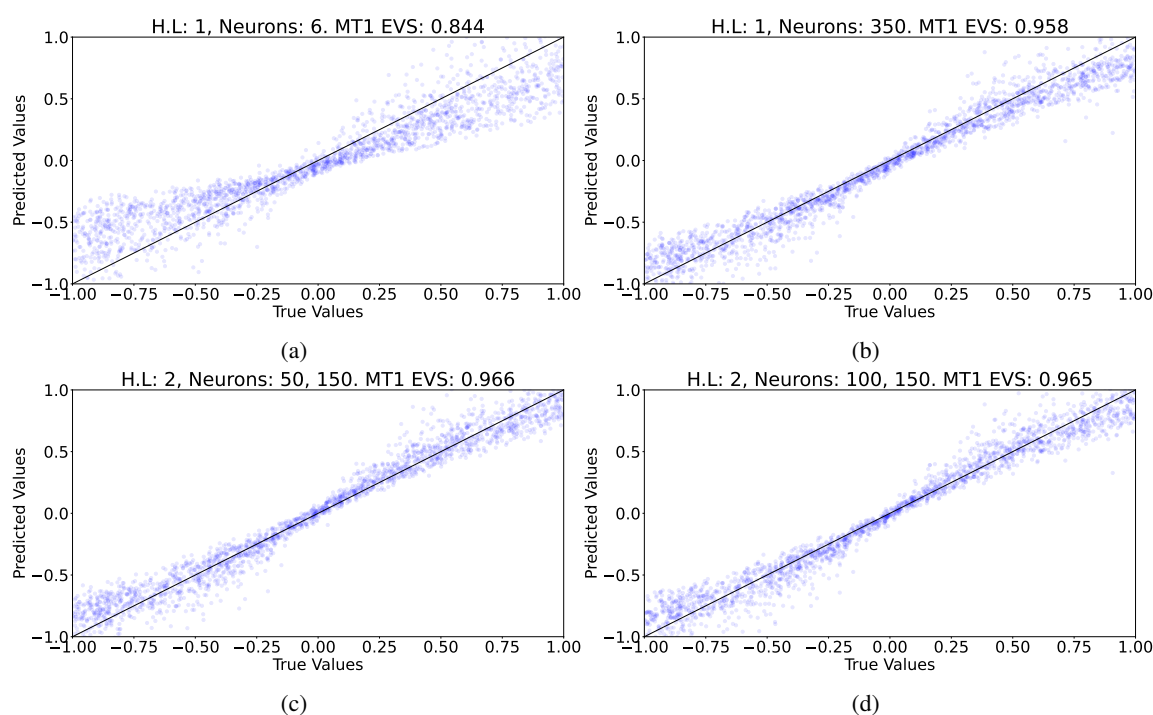 H.L: 1, Neurons: 6. MT1 EVS: 0.844
1.0
0.5
0.0
−0.5
−1.0
Predicted Values
−1.00 −0.75 −0.50 −0.25 0.00 0.25 0.50 0.75 1.00
True Values
(a)
H.L: 1, Neurons: 350. MT1 EVS: 0.958
1.0
0.5
0.0
−0.5
−1.0
Predicted Values
−1.00 −0.75 −0.50 −0.25 0.00 0.25 0.50 0.75 1.00
True Values
(b)
H.L: 2, Neurons: 50, 150. MT1 EVS: 0.966
1.0
0.5
0.0
−0.5
−1.0
Predicted Values
−1.00 −0.75 −0.50 −0.25 0.00 0.25 0.50 0.75 1.00
True Values
(c)
H.L: 2, Neurons: 100, 150. MT1 EVS: 0.965
1.0
0.5
0.0
−0.5
−1.0
Predicted Values
−1.00 −0.75 −0.50 −0.25 0.00 0.25 0.50 0.75 1.00
True Values
(d)